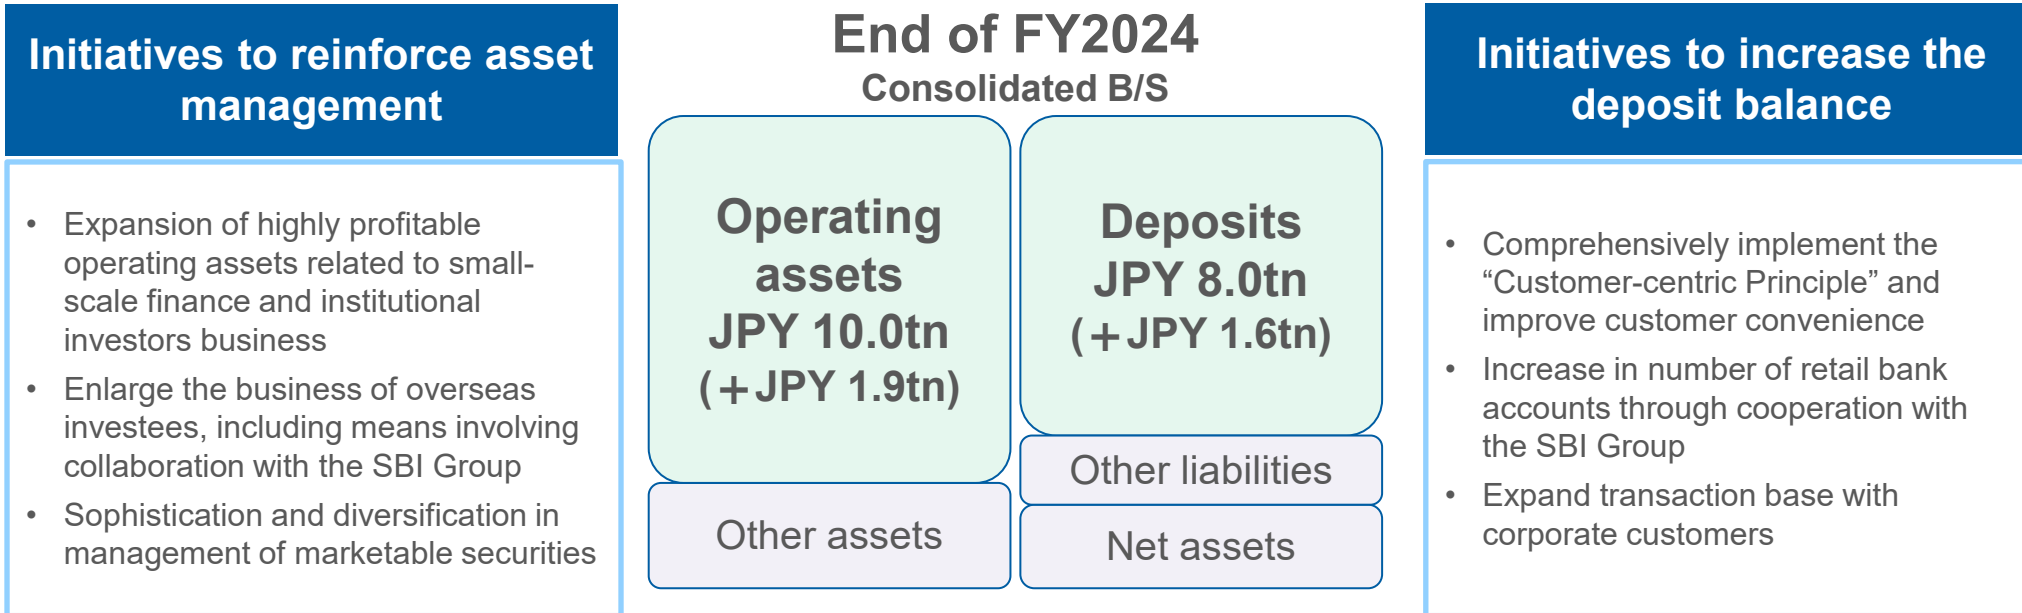 Initiatives to reinforce asset
management
• Expansion of highly profitable
operating assets related to small-
scale finance and institutional
investors business
• Enlarge the business of overseas
investees, including means involving
collaboration with the SBI Group
• Sophistication and diversification in
management of marketable securities
End of FY2024
Consolidated B/S
Operating
assets
JPY 10.0tn
(+JPY 1.9tn)
Other assets
Deposits
JPY 8.0tn
(+JPY 1.6tn)
Other liabilities
Net assets
Initiatives to increase the
deposit balance
• Comprehensively implement the
“Customer-centric Principle” and
improve customer convenience
• Increase in number of retail bank
accounts through cooperation with
the SBI Group
• Expand transaction base with
corporate customers